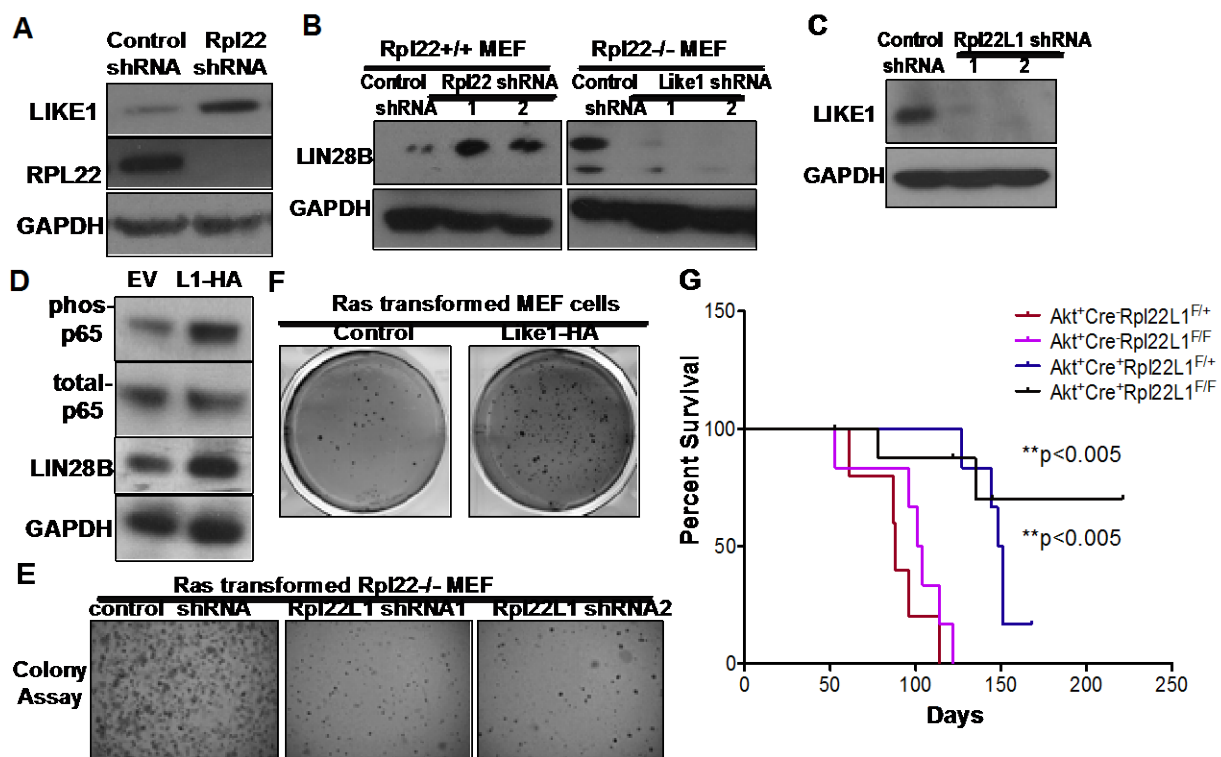 A
Control Rpl22
shRNA shRNA
LIKE1
RPL22
GAPDH
B
Rpl22+/+ MEF Rpl22-/- MEF
Control Rpl22 shRNA Control Like1 shRNA
shRNA 1 2 shRNA 1 2
LIN28B
GAPDH
C
Control Rpl22L1 shRNA
shRNA 1 2
LIKE1
GAPDH
D
EV L1-HA
phos-
p65
total-
p65
LIN28B
GAPDH
F
Ras transformed MEF cells
Control Like1-HA
E
Ras transformed Rpl22-/- MEF
control shRNA Rpl22L1 shRNA1 Rpl22L1 shRNA2
Colony
Assay
G
Akt⁺Cre⁻Rpl22L1F/+
Akt⁺Cre⁻Rpl22L1F/F
Akt⁺Cre⁺Rpl22L1F/+
Akt⁺Cre⁺Rpl22L1F/F
Percent Survival
150
100
50
0
**p<0.005
**p<0.005
0 50 100 150 200 250
Days